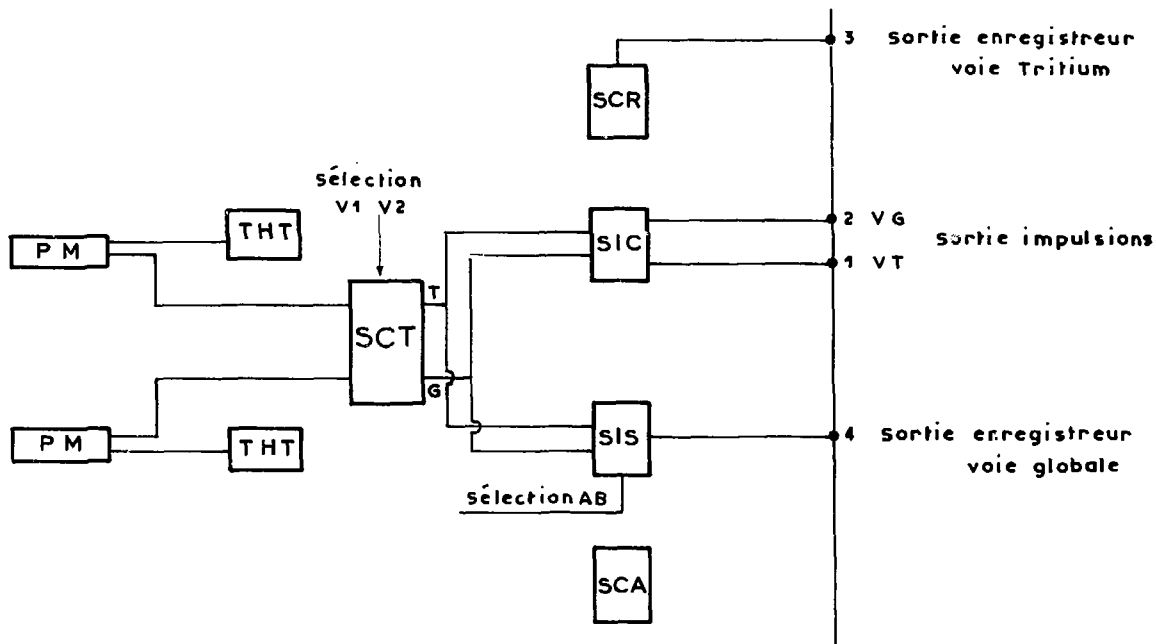 3 Sortie enregistreur
voie Tritium
SCR
Sélection
V1 V2
THT
PM
SIC
2 VG
Sortie impulsions
1 VT
T
SCT
G
PM
THT
SIS
4 Sortie enregistreur
voie globale
Sélection AB
SCA